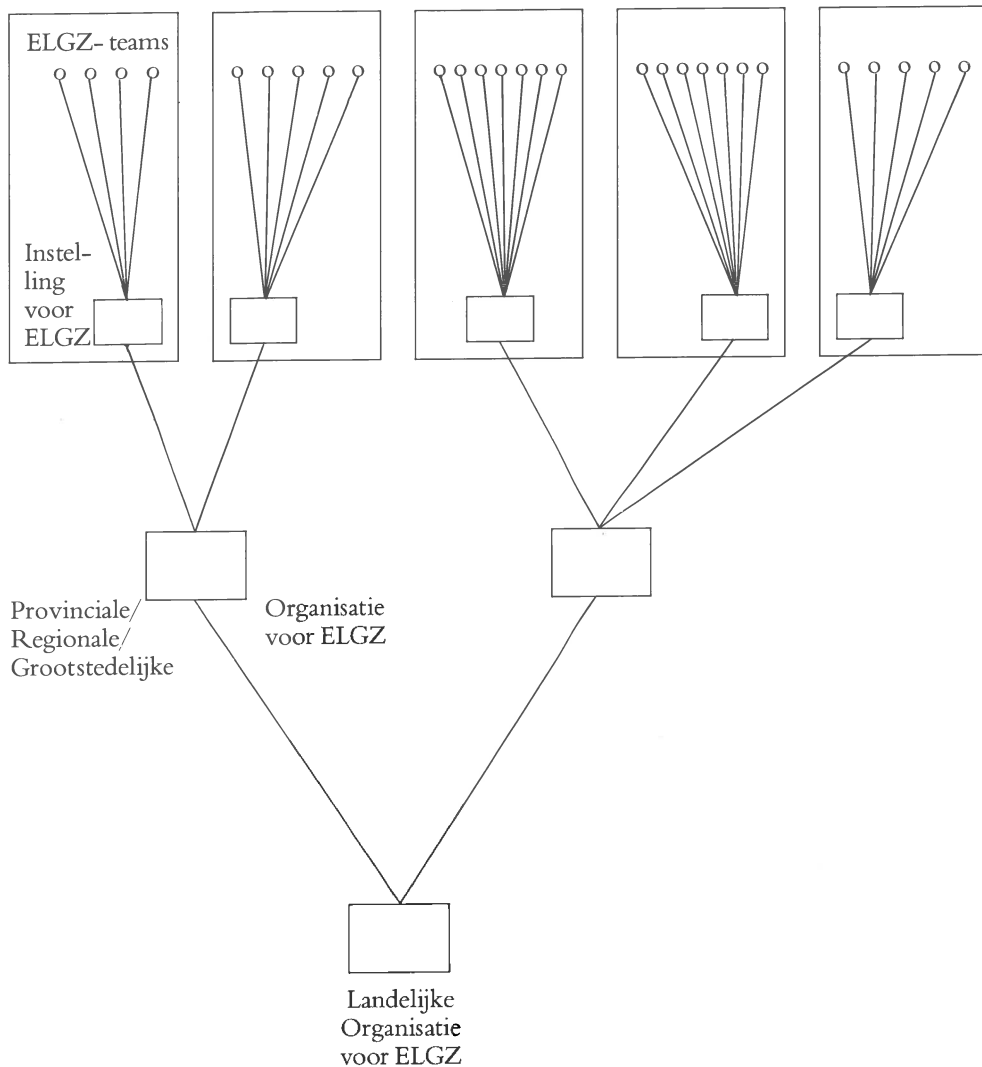 ELGZ-teams
Instel-
ling
voor
ELGZ
Provinciale/
Regionale/
Grootstedelijke
Organisatie
voor ELGZ
Landelijke
Organisatie
voor ELGZ